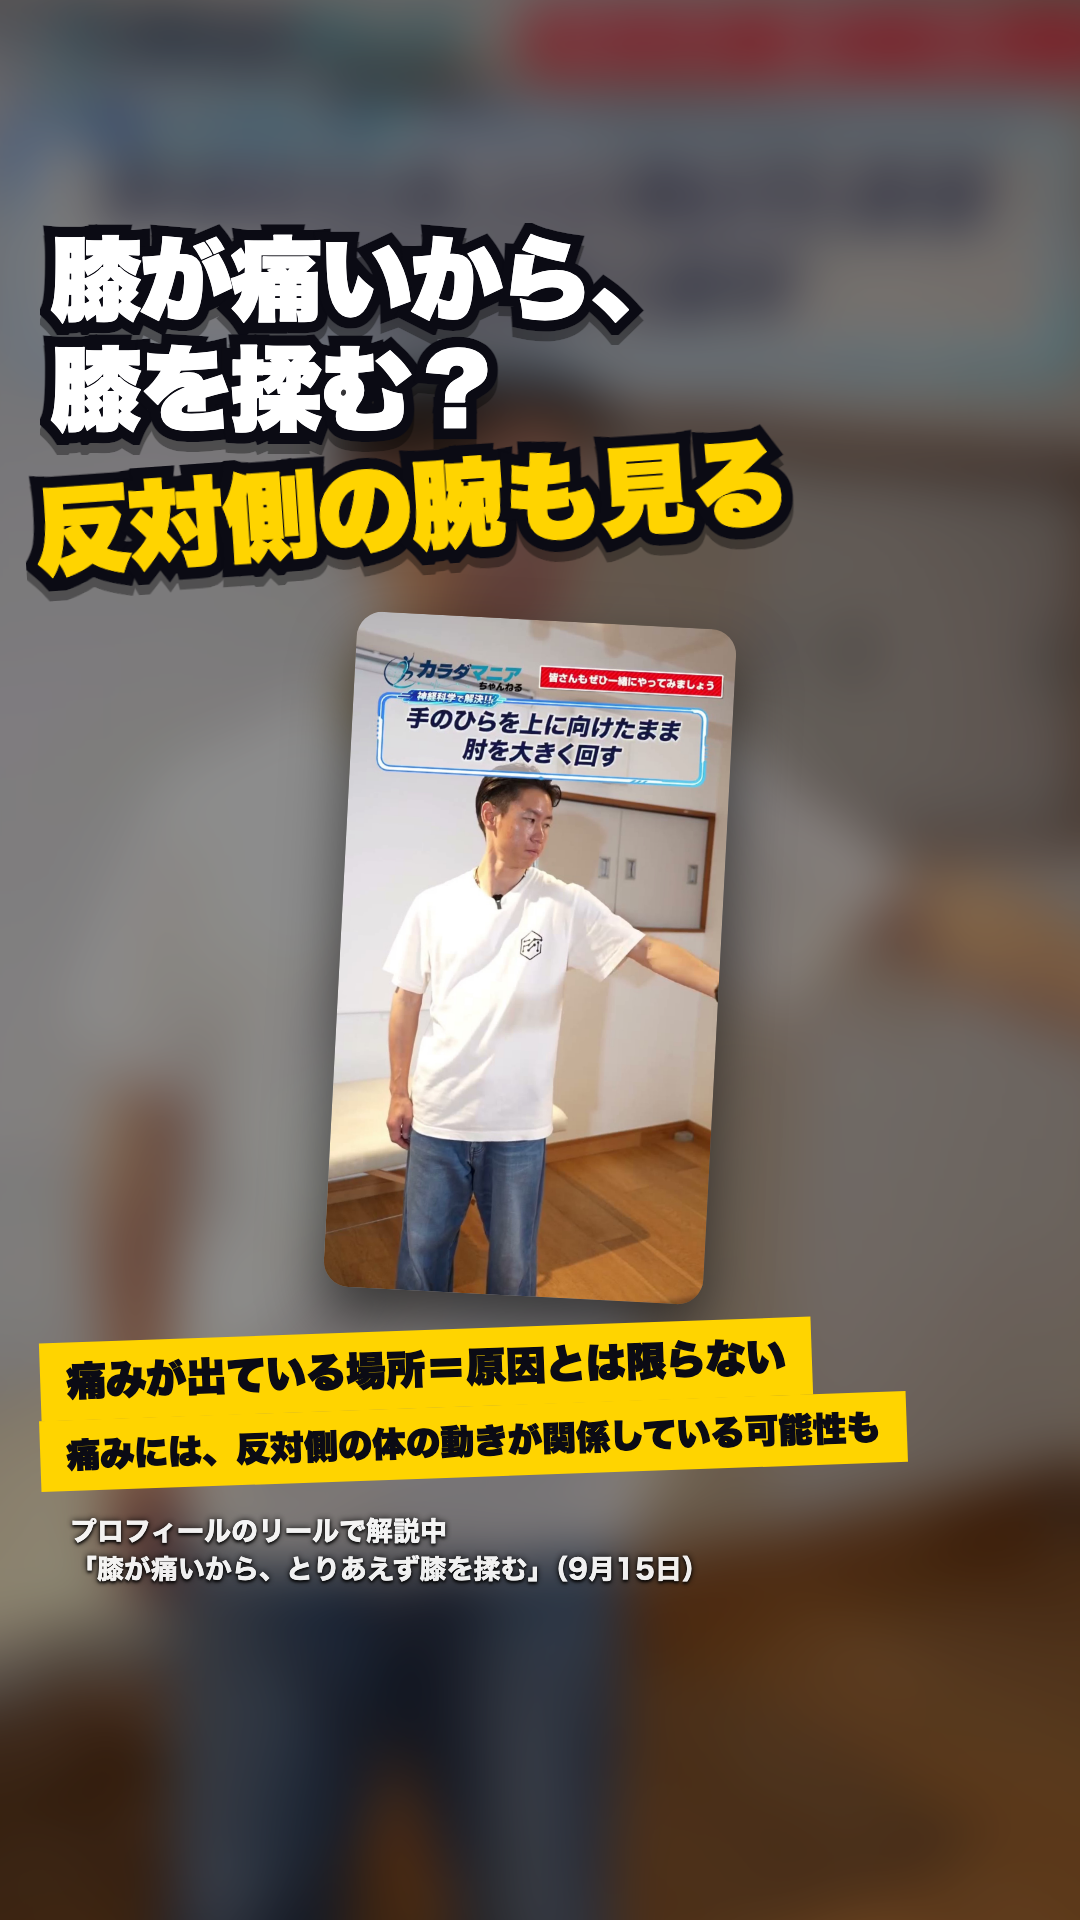 膝が痛いから、
膝を揉む？
反対側の腕も見る
カラダマニア
ちゃんねる
皆さんもぜひ一緒にやってみましょう
神経科学で解決!!
手のひらを上に向けたまま
肘を大きく回す
痛みが出ている場所＝原因とは限らない
痛みには、反対側の体の動きが関係している可能性も
プロフィールのリールで解説中
「膝が痛いから、とりあえず膝を揉む」（9月15日）